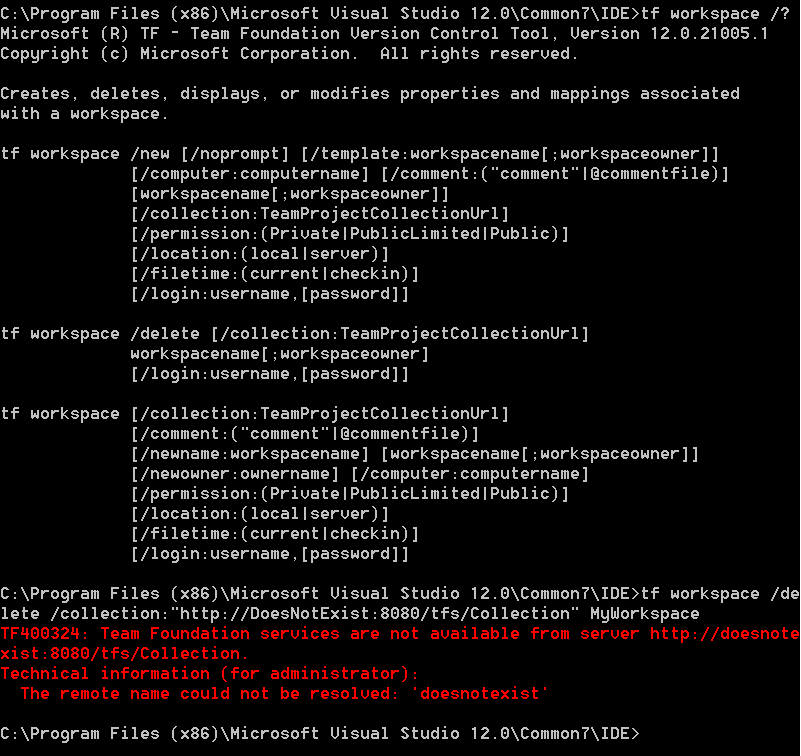 C:\Program Files (x86)\Microsoft Visual Studio 12.0\Common7\IDE>tf workspace /?
Microsoft (R) TF - Team Foundation Version Control Tool, Version 12.0.21005.1
Copyright (c) Microsoft Corporation.  All rights reserved.

Creates, deletes, displays, or modifies properties and mappings associated
with a workspace.

tf workspace /new [/noprompt] [/template:workspacename[;workspaceowner]]
             [/computer:computername] [/comment:("comment"|@commentfile)]
             [workspacename[;workspaceowner]]
             [/collection:TeamProjectCollectionUrl]
             [/permission:(Private|PublicLimited|Public)]
             [/location:(local|server)]
             [/filetime:(current|checkin)]
             [/login:username,[password]]

tf workspace /delete [/collection:TeamProjectCollectionUrl]
             workspacename[;workspaceowner]
             [/login:username,[password]]

tf workspace [/collection:TeamProjectCollectionUrl]
             [/comment:("comment"|@commentfile)]
             [/newname:workspacename] [workspacename[;workspaceowner]]
             [/newowner:ownername] [/computer:computername]
             [/permission:(Private|PublicLimited|Public)]
             [/location:(local|server)]
             [/filetime:(current|checkin)]
             [/login:username,[password]]

C:\Program Files (x86)\Microsoft Visual Studio 12.0\Common7\IDE>tf workspace /de
lete /collection:"http://DoesNotExist:8080/tfs/Collection" MyWorkspace
TF400324: Team Foundation services are not available from server http://doesnote
xist:8080/tfs/Collection.
Technical information (for administrator):
  The remote name could not be resolved: 'doesnotexist'

C:\Program Files (x86)\Microsoft Visual Studio 12.0\Common7\IDE>